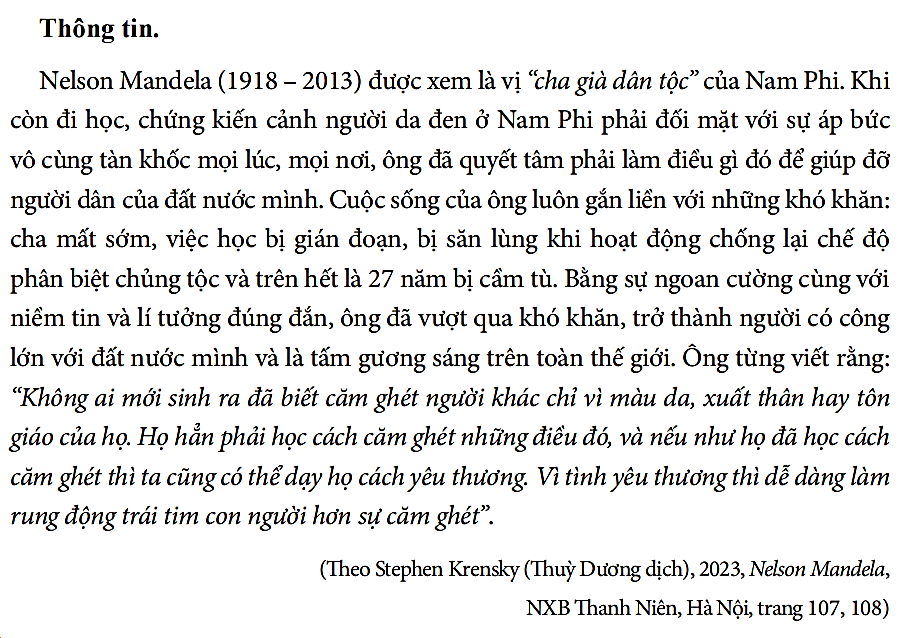 Thông tin.
Nelson Mandela (1918 – 2013) được xem là vị “cha già dân tộc” của Nam Phi. Khi
còn đi học, chứng kiến cảnh người da đen ở Nam Phi phải đối mặt với sự áp bức
vô cùng tàn khốc mọi lúc, mọi nơi, ông đã quyết tâm phải làm điều gì đó để giúp đỡ
người dân của đất nước mình. Cuộc sống của ông luôn gắn liền với những khó khăn:
cha mất sớm, việc học bị gián đoạn, bị săn lùng khi hoạt động chống lại chế độ
phân biệt chủng tộc và trên hết là 27 năm bị cầm tù. Bằng sự ngoan cường cùng với
niềm tin và lí tưởng đúng đắn, ông đã vượt qua khó khăn, trở thành người có công
lớn với đất nước mình và là tấm gương sáng trên toàn thế giới. Ông từng viết rằng:
“Không ai mới sinh ra đã biết căm ghét người khác chỉ vì màu da, xuất thân hay tôn
giáo của họ. Họ hẳn phải học cách căm ghét những điều đó, và nếu như họ đã học cách
căm ghét thì ta cũng có thể dạy họ cách yêu thương. Vì tình yêu thương thì dễ dàng làm
rung động trái tim con người hơn sự căm ghét”.
(Theo Stephen Krensky (Thuỳ Dương dịch), 2023, Nelson Mandela,
NXB Thanh Niên, Hà Nội, trang 107, 108)